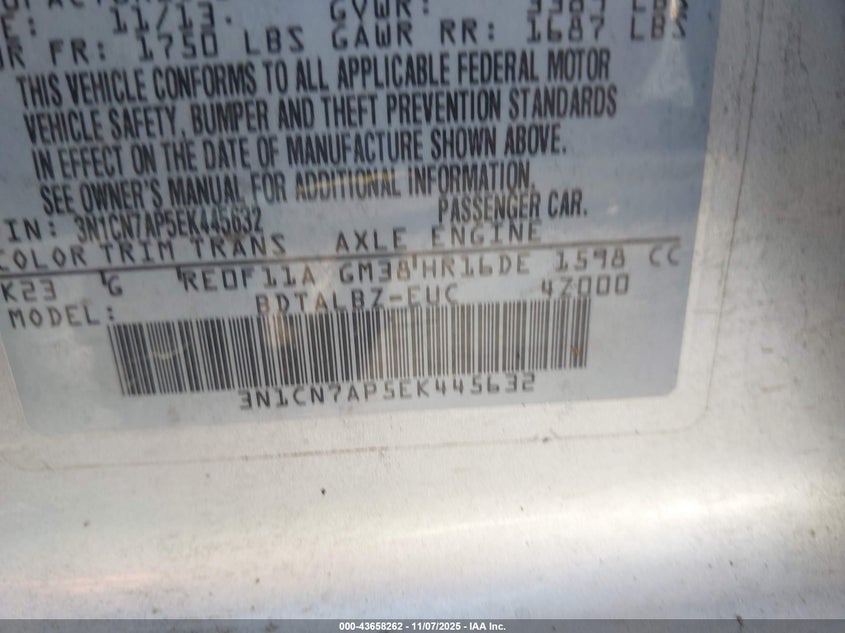 11/13. GVWR: LBS
FR: 1750 LBS GAWR RR: 1687 LBS
THIS VEHICLE CONFORMS TO ALL APPLICABLE FEDERAL MOTOR
VEHICLE SAFETY, BUMPER AND THEFT PREVENTION STANDARDS
IN EFFECT ON THE DATE OF MANUFACTURE SHOWN ABOVE.
SEE OWNER'S MANUAL FOR ADDITIONAL INFORMATION.
IN: 3N1CN7AP5EK445632 PASSENGER CAR.
COLOR TRIM TRANS AXLE ENGINE
K23 G RE0F11A GM38 HR16DE 1598 CC
MODEL: BDTALBZ-EUC 4Z000
3N1CN7AP5EK445632
000-43658262 - 11/07/2025 - IAA Inc.